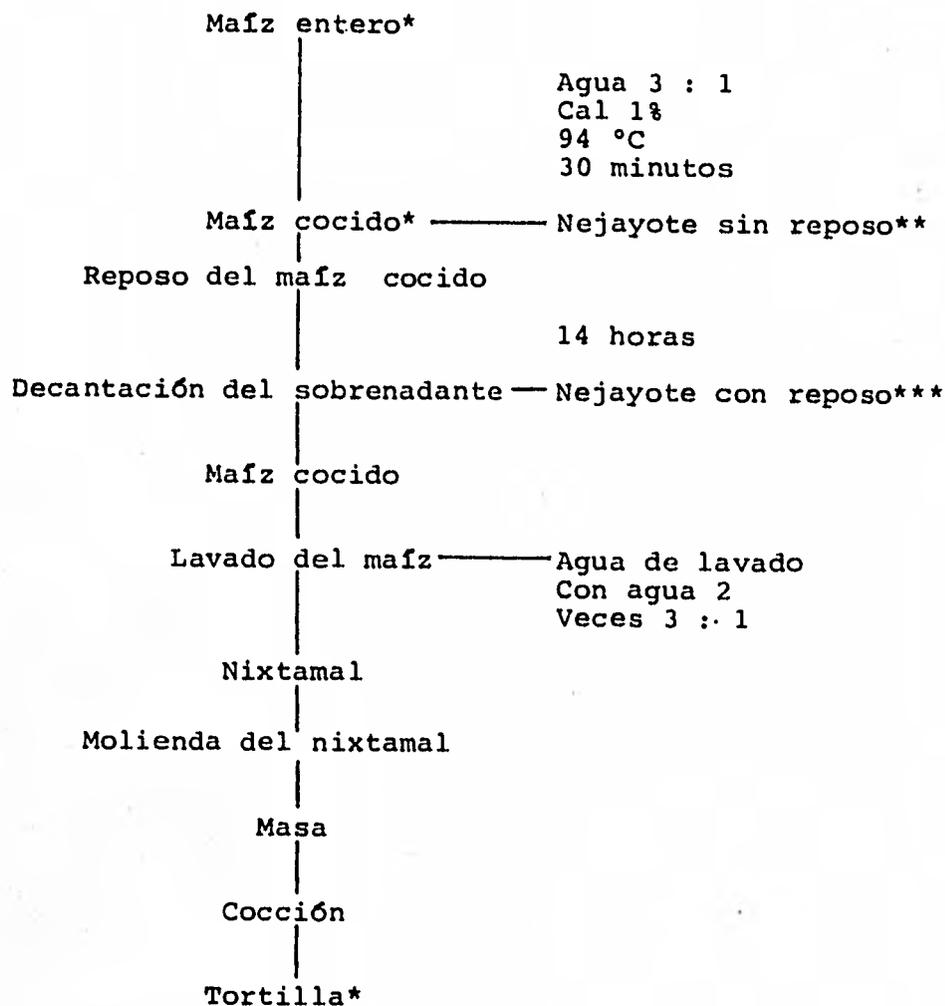 Maíz entero*
Agua 3 : 1
Cal 1%
94 °C
30 minutos
Maíz cocido* Nejayote sin reposo**
Reposo del maíz cocido
14 horas
Decantación del sobrenadante Nejayote con reposo***
Maíz cocido
Lavado del maíz Agua de lavado
Con agua 2
Veces 3 : 1
Nixtamal
Molienda del nixtamal
Masa
Cocción
Tortilla*